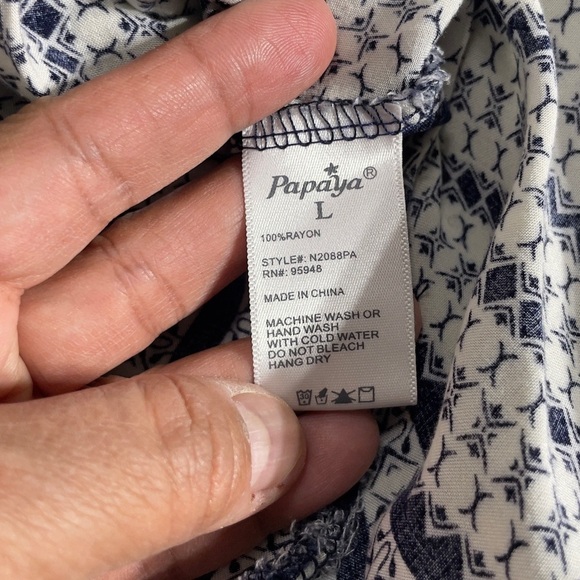 Papaya®
L
100%RAYON
STYLE#: N2088PA
RN#: 95948
MADE IN CHINA
MACHINE WASH OR
HAND WASH
WITH COLD WATER
DO NOT BLEACH
HANG DRY
30